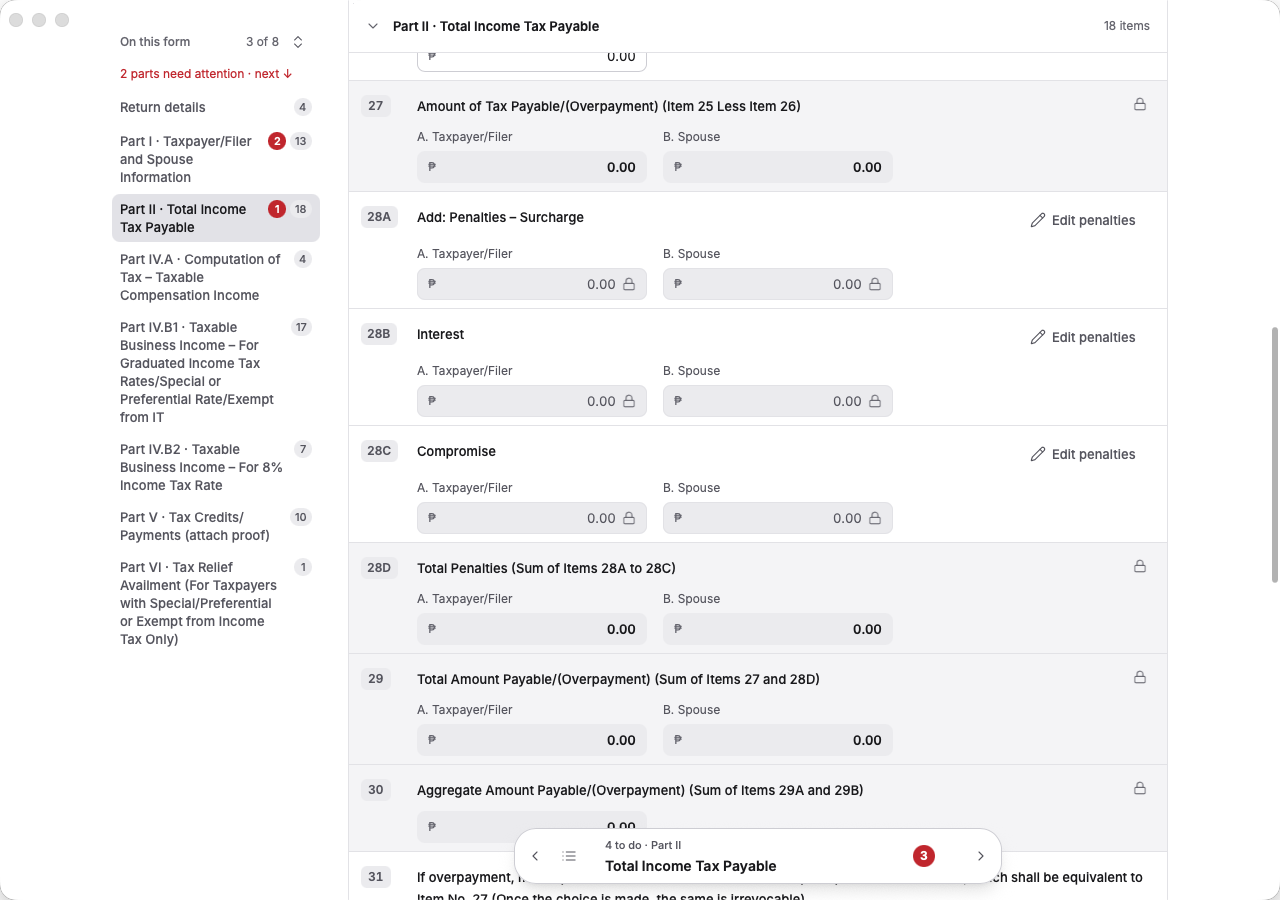 On this form
3 of 8
2 parts need attention · next ↓
Return details
4
Part I · Taxpayer/Filer
and Spouse
Information
2
13
Part II · Total Income
Tax Payable
1
18
Part IV.A · Computation of
Tax – Taxable
Compensation Income
4
Part IV.B1 · Taxable
Business Income – For
Graduated Income Tax
Rates/Special or
Preferential Rate/Exempt
from IT
17
Part IV.B2 · Taxable
Business Income – For 8%
Income Tax Rate
7
Part V · Tax Credits/
Payments (attach proof)
10
Part VI · Tax Relief
Availment (For Taxpayers
with Special/Preferential
or Exempt from Income
Tax Only)
1
Part II · Total Income Tax Payable
18 items
₱ 0.00
27
Amount of Tax Payable/(Overpayment) (Item 25 Less Item 26)
A. Taxpayer/Filer
B. Spouse
₱ 0.00
₱ 0.00
28A
Add: Penalties – Surcharge
Edit penalties
A. Taxpayer/Filer
B. Spouse
₱ 0.00
₱ 0.00
28B
Interest
Edit penalties
A. Taxpayer/Filer
B. Spouse
₱ 0.00
₱ 0.00
28C
Compromise
Edit penalties
A. Taxpayer/Filer
B. Spouse
₱ 0.00
₱ 0.00
28D
Total Penalties (Sum of Items 28A to 28C)
A. Taxpayer/Filer
B. Spouse
₱ 0.00
₱ 0.00
29
Total Amount Payable/(Overpayment) (Sum of Items 27 and 28D)
A. Taxpayer/Filer
B. Spouse
₱ 0.00
₱ 0.00
30
Aggregate Amount Payable/(Overpayment) (Sum of Items 29A and 29B)
₱ 0.00
31
If overpayment, shall be equivalent to
Item No. 27 (Once the choice is made, the same is irrevocable)
4 to do · Part II
Total Income Tax Payable
3